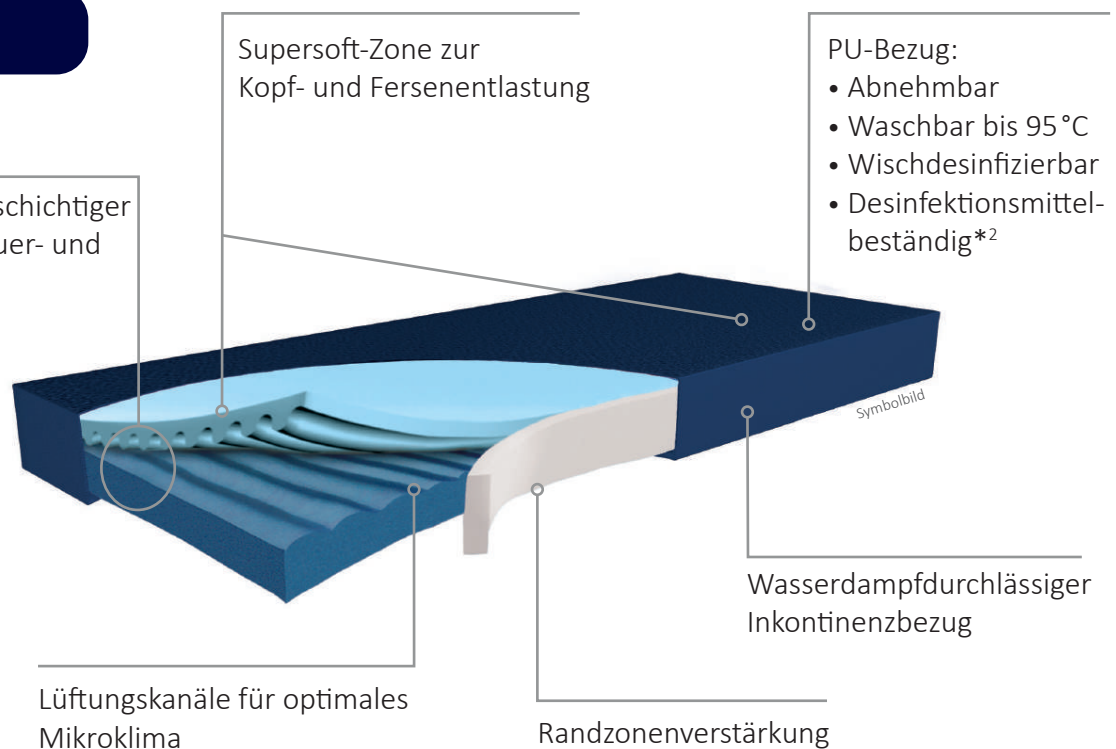 Supersoft-Zone zur
Kopf- und Fersenentlastung
PU-Bezug:
• Abnehmbar
• Waschbar bis 95 °C
• Wischdesinfizierbar
• Desinfektionsmittel-
beständig*²
schichtiger
uer- und
Symbolbild
Wasserdampfdurchlässiger
Inkontinenzbezug
Lüftungskanäle für optimales
Mikroklima
Randzonenverstärkung